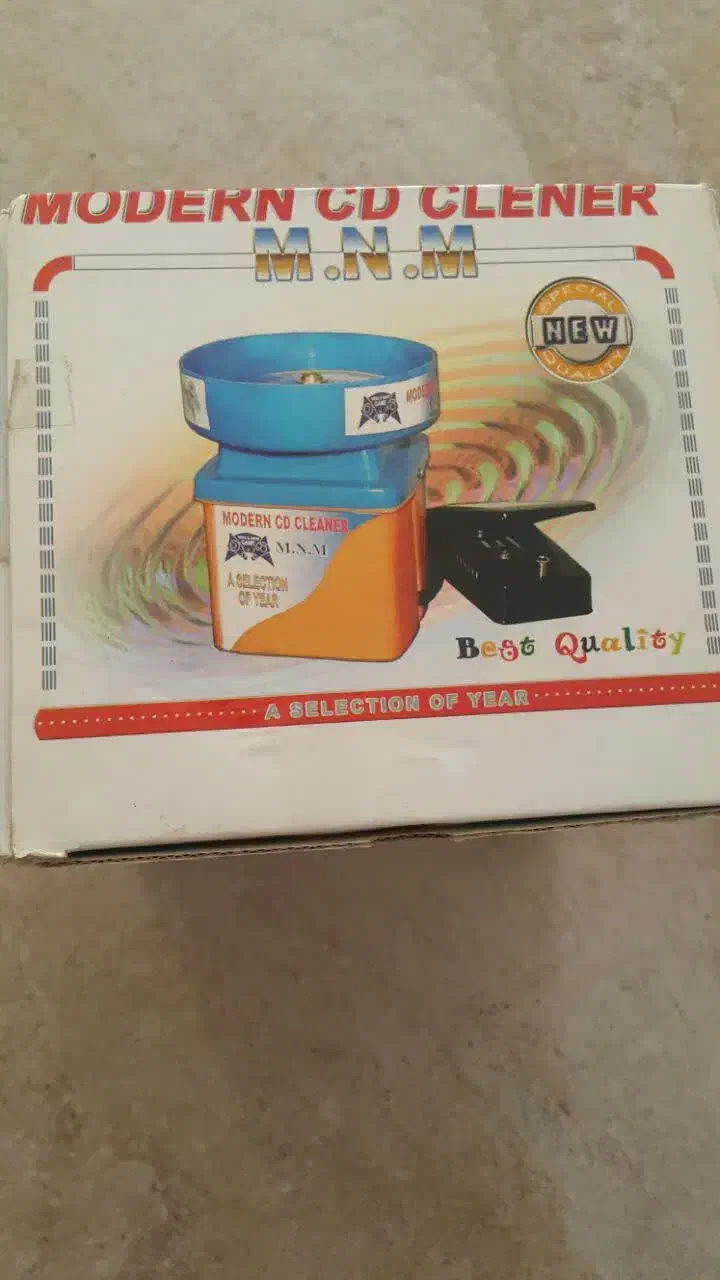 MODERN CD CLENER
M.N.M
SPECIAL
NEW
QUALITY
MODERN CD CLEANER
M.N.M
A SELECTION
OF YEAR
Best Quality
A SELECTION OF YEAR